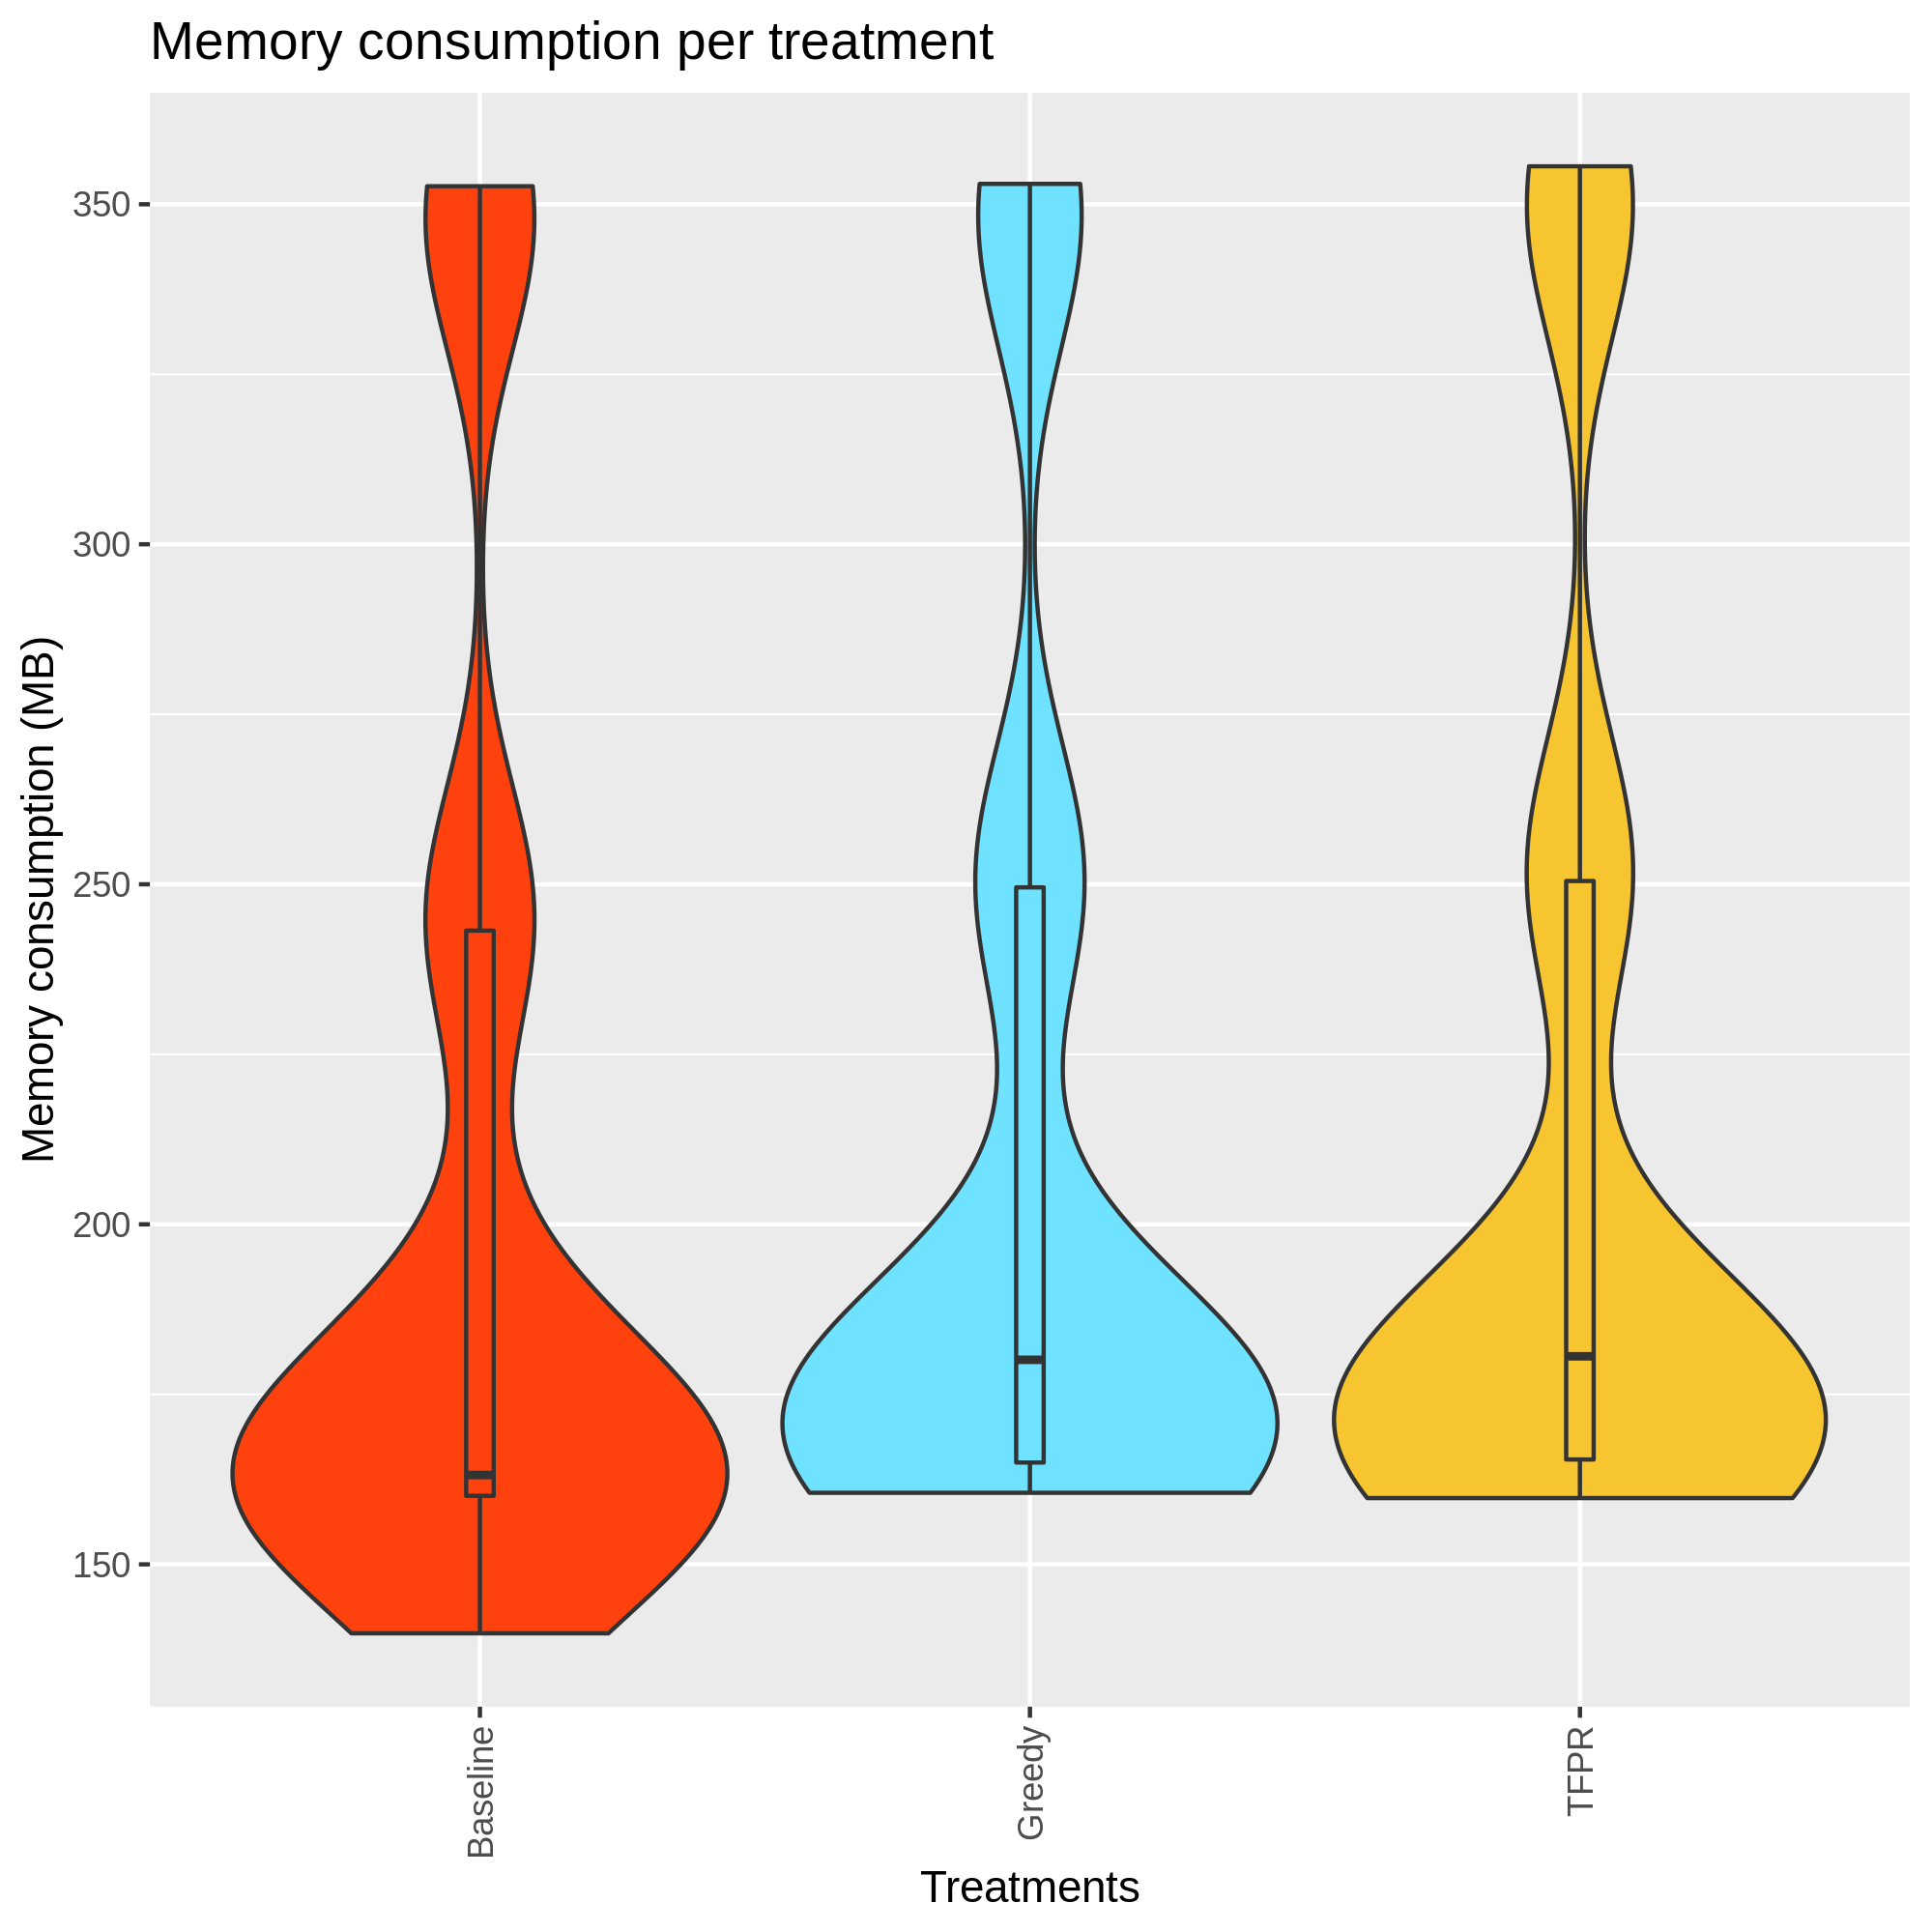 Memory consumption per treatment
Memory consumption (MB)
350
300
250
200
150
Baseline
Greedy
TFPR
Treatments